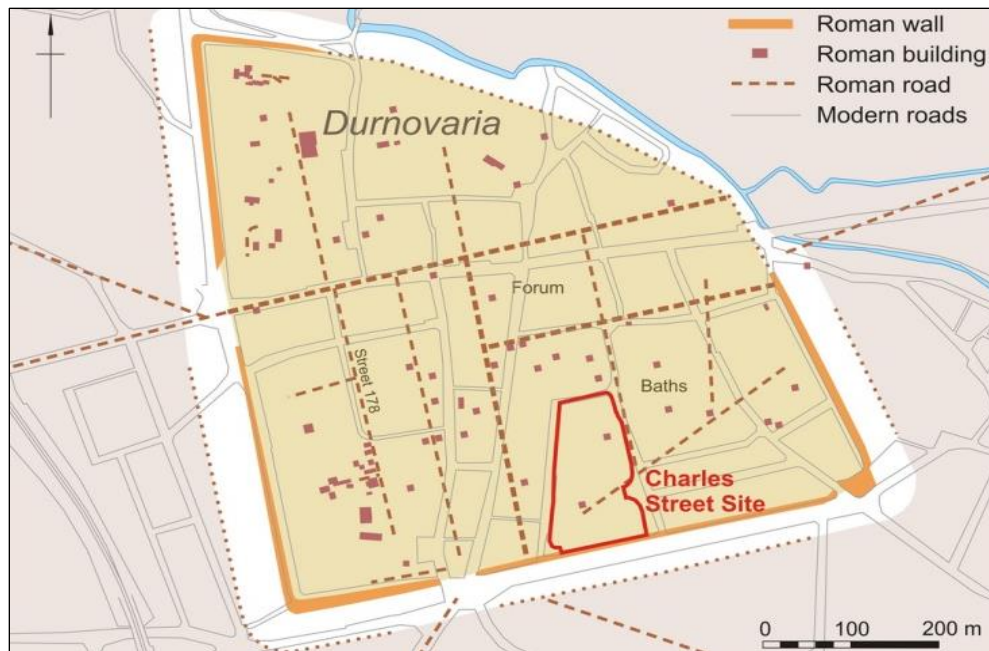 Roman wall
Roman building
Roman road
Modern roads
Durnovaria
Forum
Street 178
Baths
Charles
Street Site
0 100 200 m